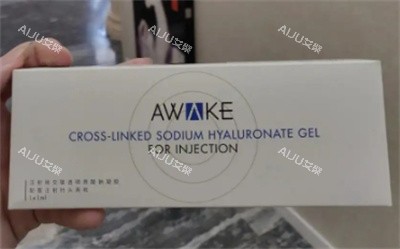 AWAKE
CROSS-LINKED SODIUM HYALURONATE GEL
FOR INJECTION
1x1ml
AIJU艾聚
AIJU艾聚
AIJU艾聚
AIJU艾聚
AIJU艾聚
AIJU艾聚